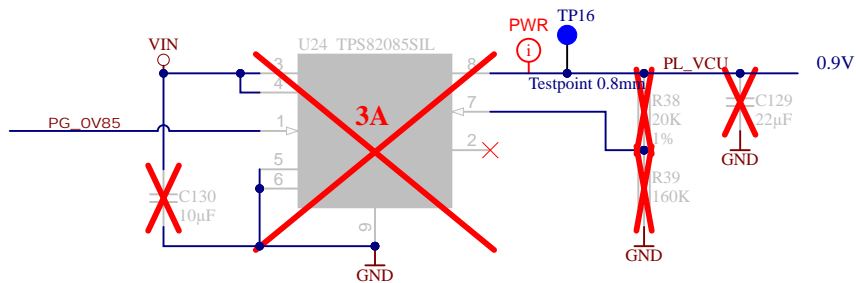 PWR
TP16
VIN
U24 TPS82085SIL
PL_VCU
0.9V
3
8
4
Testpoint 0.8mm
3A
7
R38
C129
20K
22µF
PG_0V85
1
1%
2
GND
5
6
R39
C130
160K
10µF
9
GND
GND